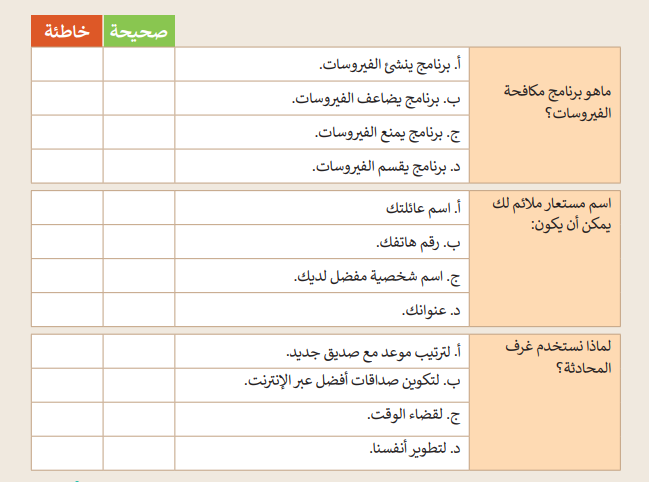 صحيحة
خاطئة
ماهو برنامج مكافحة
الفيروسات؟
أ. برنامج ينشئ الفيروسات.
ب. برنامج يضاعف الفيروسات.
ج. برنامج يمنع الفيروسات.
د. برنامج يقسم الفيروسات.
اسم مستعار ملائم لك
يمكن أن يكون:
أ. اسم عائلتك
ب. رقم هاتفك.
ج. اسم شخصية مفضل لديك.
د. عنوانك.
لماذا نستخدم غرف
المحادثة؟
أ. لترتيب موعد مع صديق جديد.
ب. لتكوين صداقات أفضل عبر الإنترنت.
ج. لقضاء الوقت.
د. لتطوير أنفسنا.